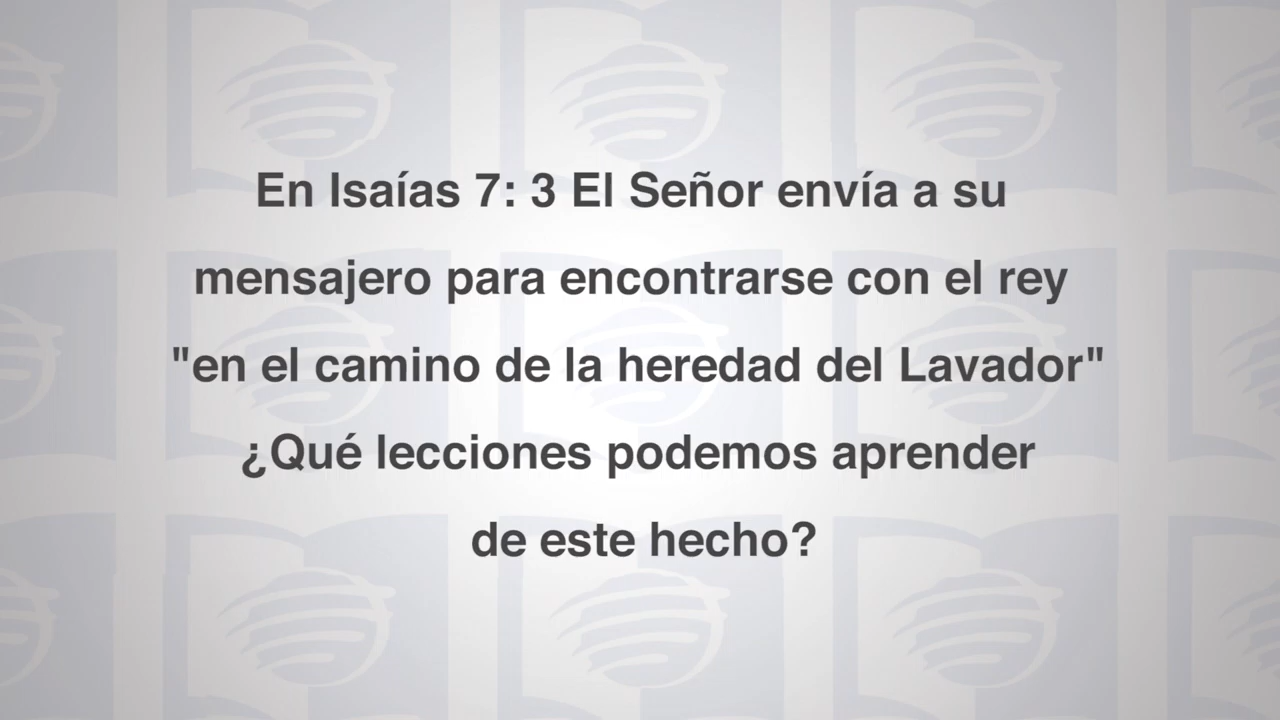 En Isaías 7: 3 El Señor envía a su
mensajero para encontrarse con el rey
"en el camino de la heredad del Lavador"
¿Qué lecciones podemos aprender
de este hecho?